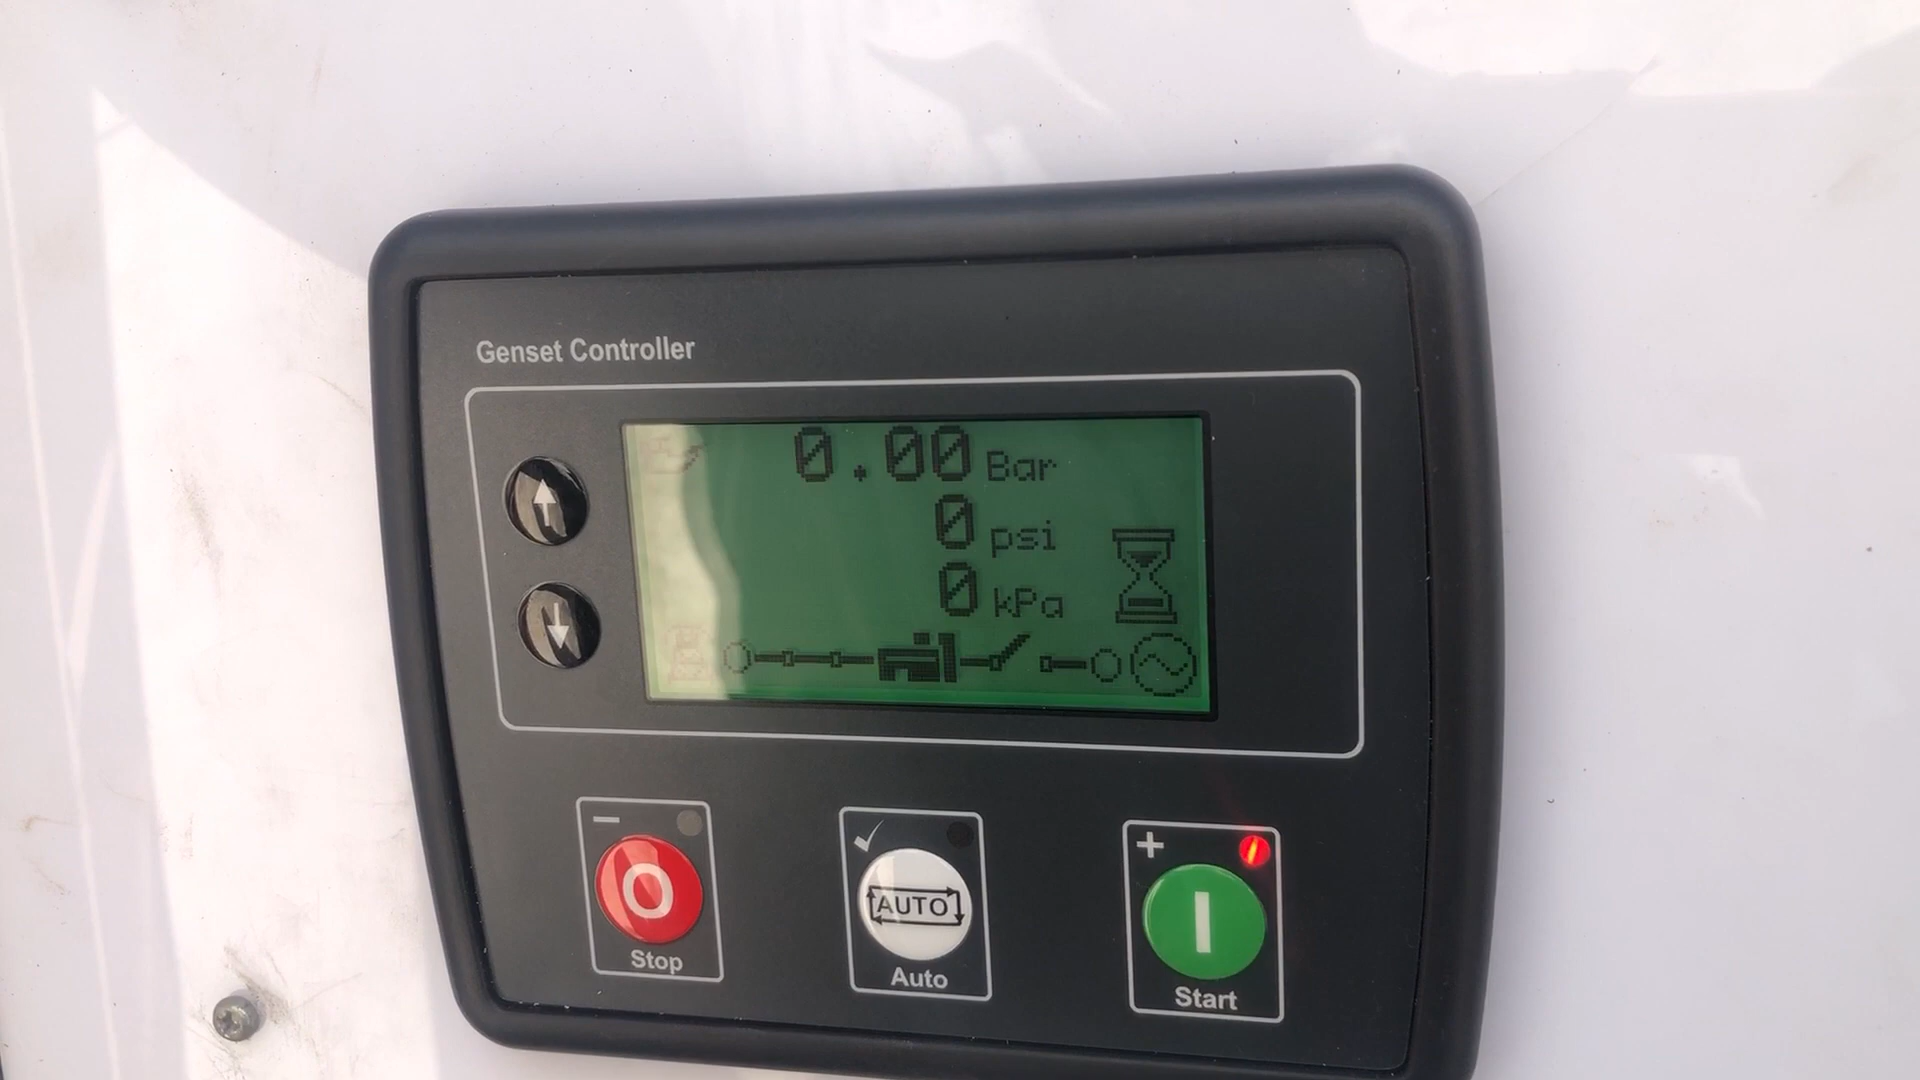 Genset Controller
0.00 Bar
0 psi
0 kPa
− O Stop
✓ AUTO Auto
+ I Start